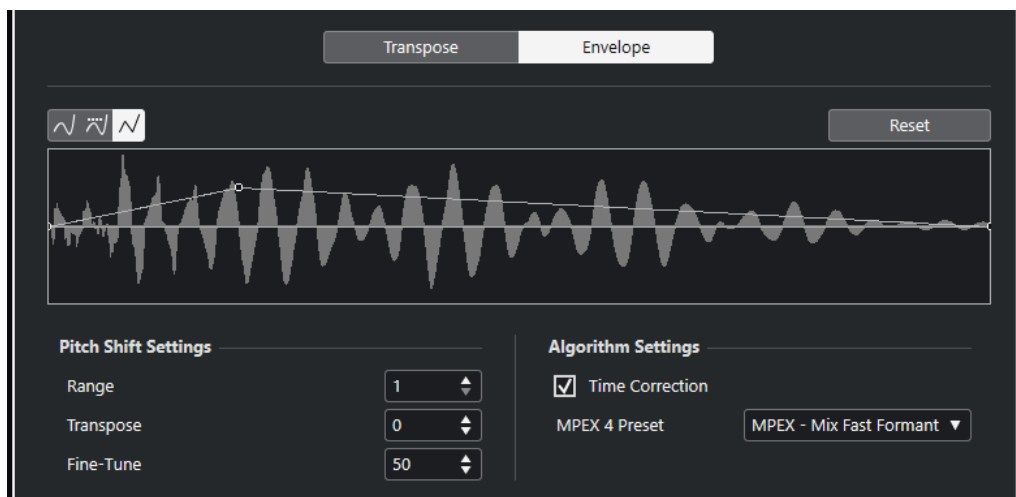 Transpose Envelope
Reset
Pitch Shift Settings
Range 1
Transpose 0
Fine-Tune 50
Algorithm Settings
Time Correction
MPEX 4 Preset MPEX - Mix Fast Formant